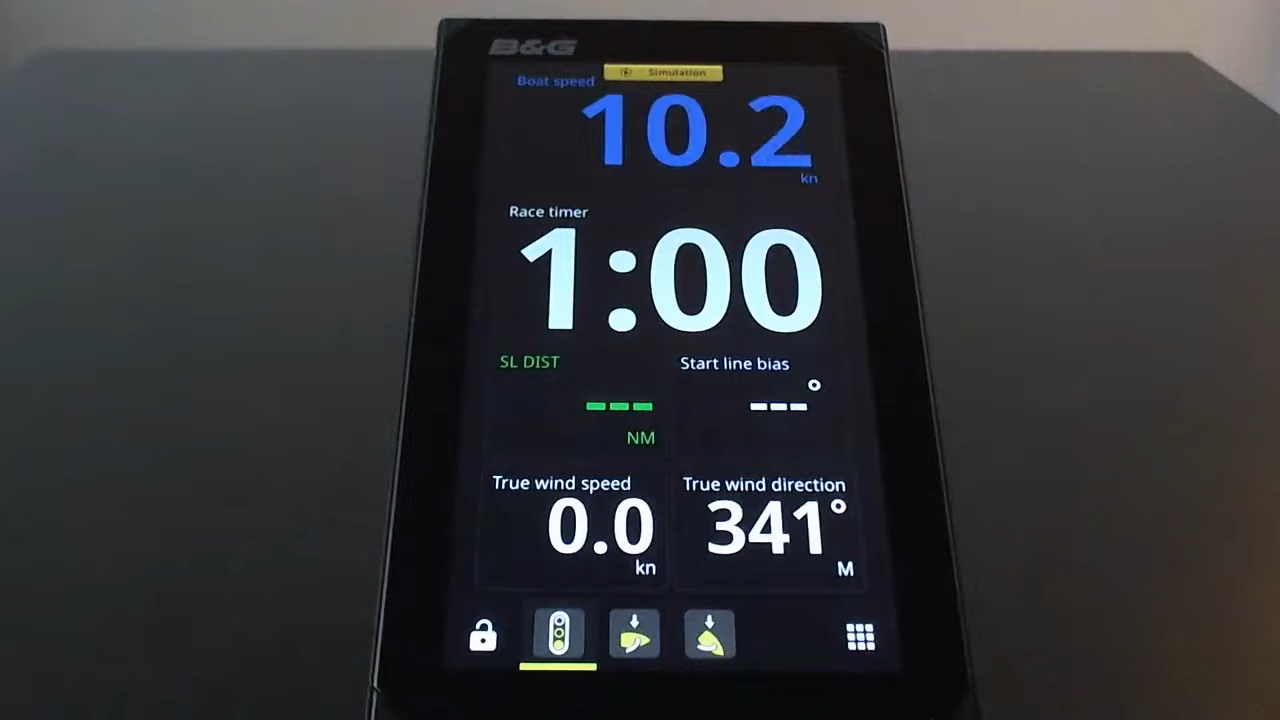 B&G
Simulation
Boat speed
10.2
kn
Race timer
1:00
SL DIST
Start line bias
---
---°
NM
True wind speed
True wind direction
0.0
341°
kn
M